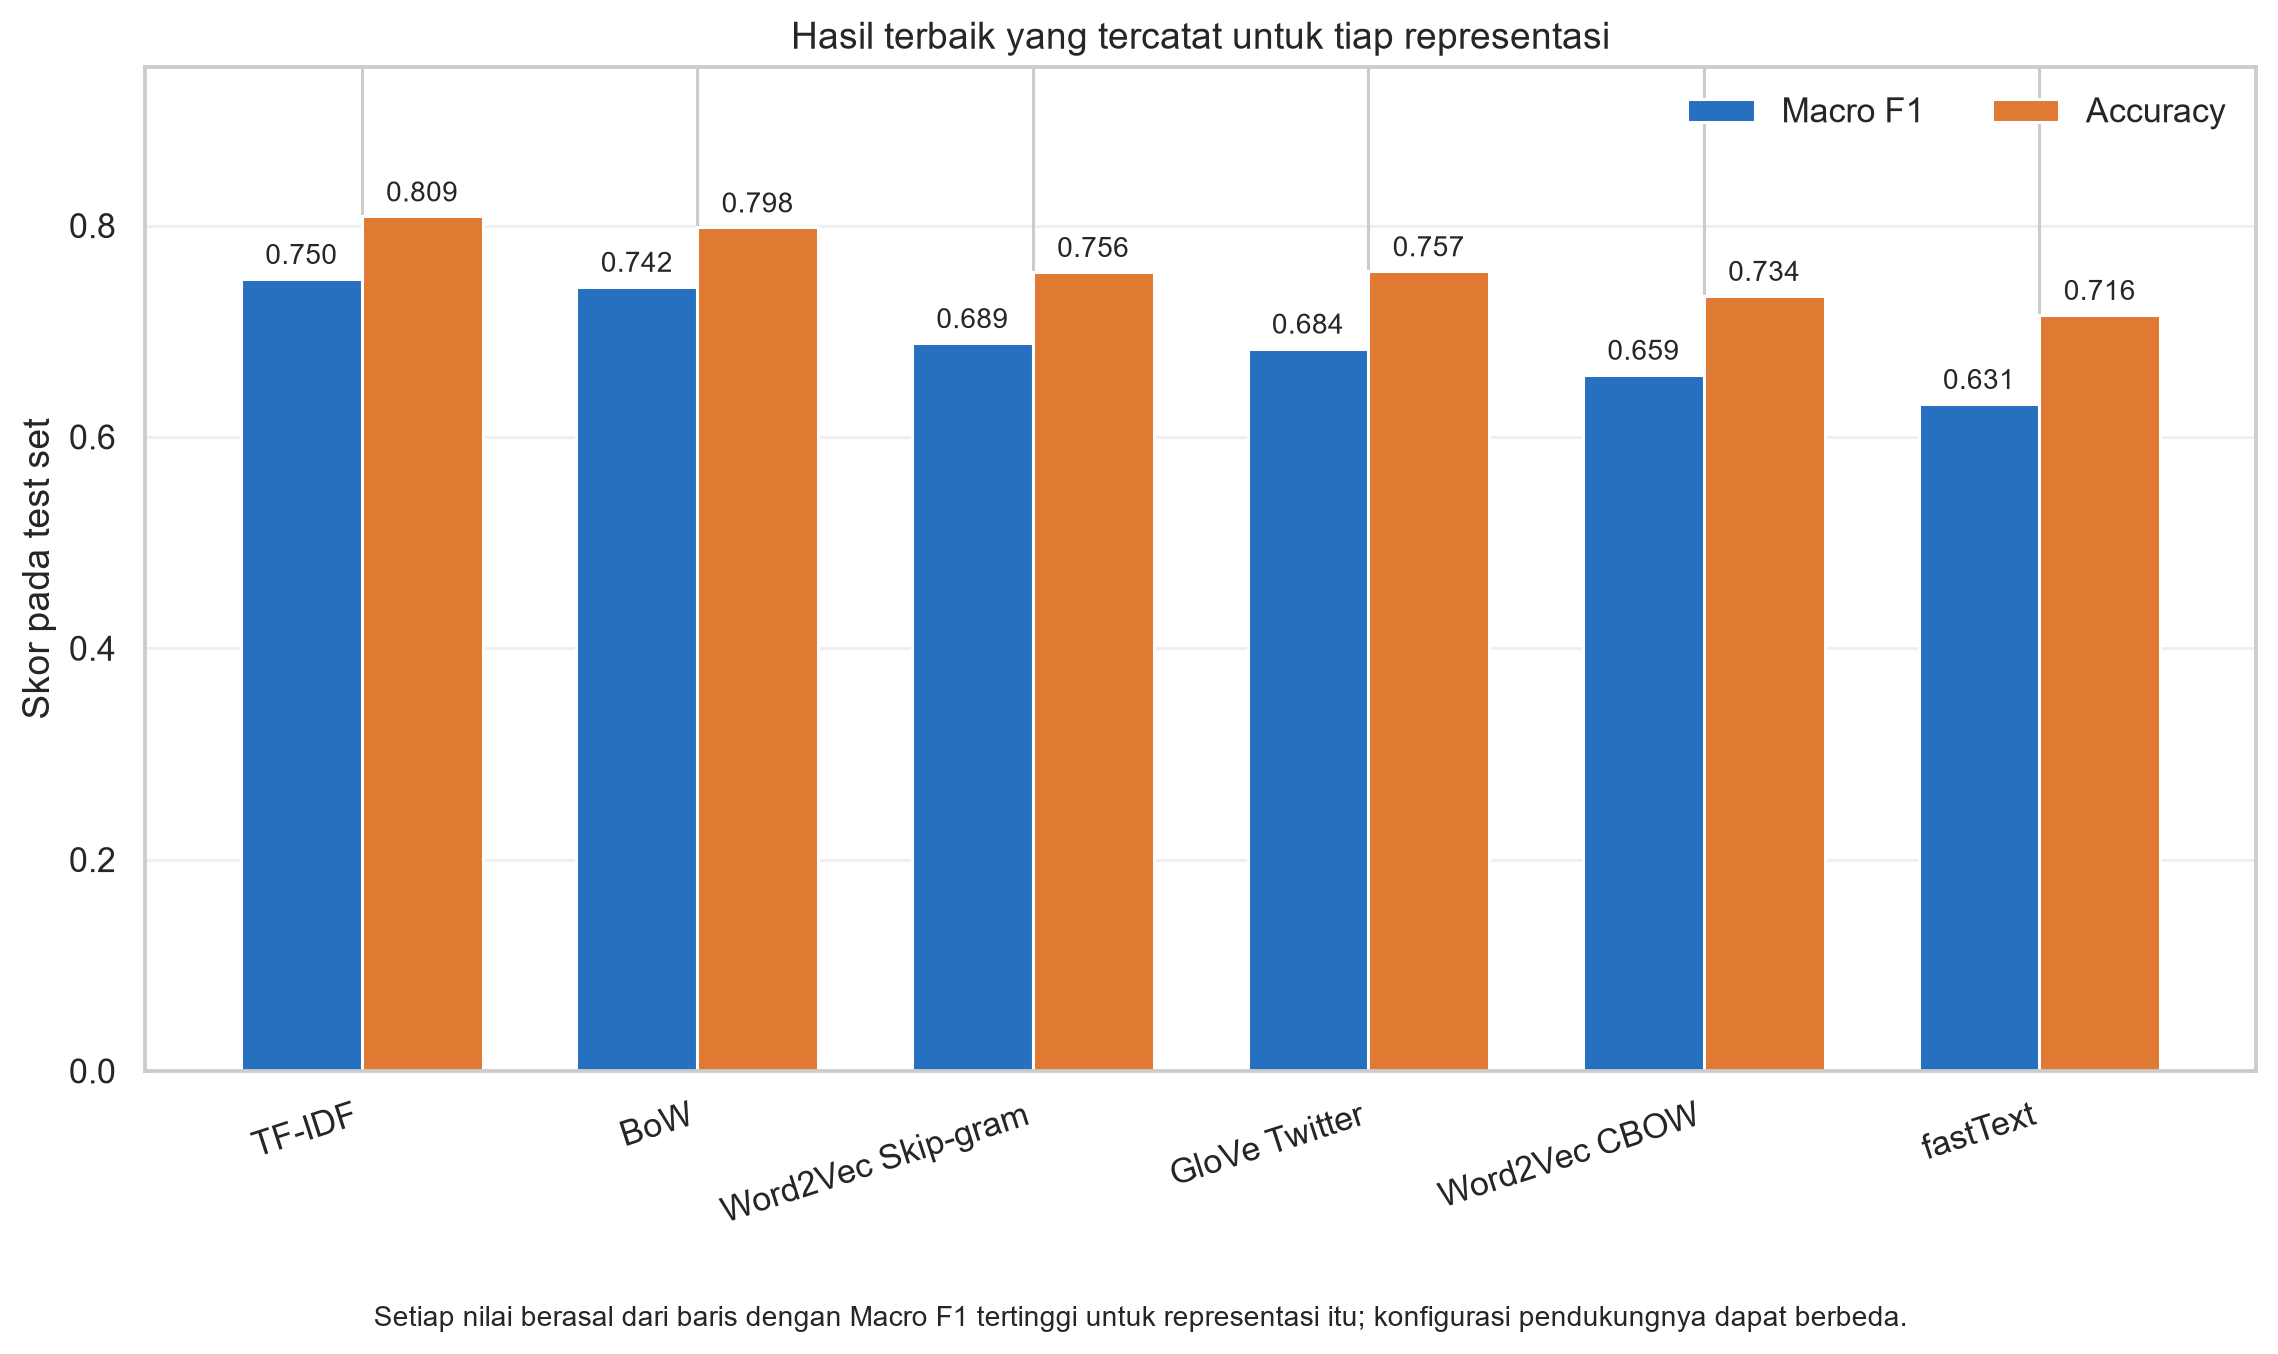 Hasil terbaik yang tercatat untuk tiap representasi
Macro F1
Accuracy
Skor pada test set
0.8
0.6
0.4
0.2
0.0
0.750
0.809
0.742
0.798
0.689
0.756
0.684
0.757
0.659
0.734
0.631
0.716
TF-IDF
BoW
Word2Vec Skip-gram
GloVe Twitter
Word2Vec CBOW
fastText
Setiap nilai berasal dari baris dengan Macro F1 tertinggi untuk representasi itu; konfigurasi pendukungnya dapat berbeda.